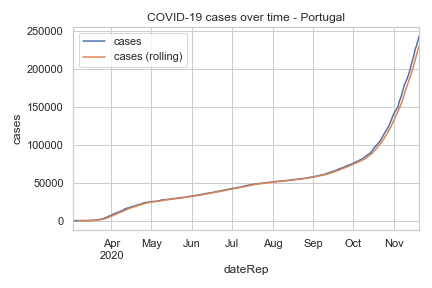 COVID-19 cases over time - Portugal
250000
200000
150000
100000
50000
0
cases
cases
cases (rolling)
Apr May Jun Jul Aug Sep Oct Nov
2020
dateRep